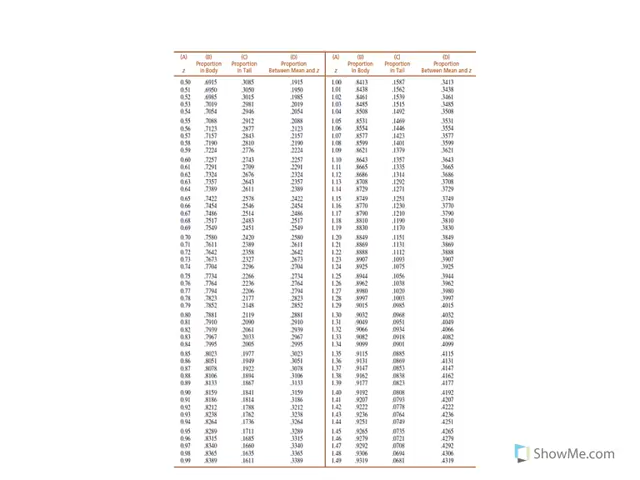 (A) (B) (C) (D) (A) (B) (C) (D)
Proportion Proportion Proportion Proportion Proportion Proportion
z in Body in Tail Between Mean and z z in Body in Tail Between Mean and z
0.50 .6915 .3085 .1915 1.00 .8413 .1587 .3413
0.51 .6950 .3050 .1950 1.01 .8438 .1562 .3438
0.52 .6985 .3015 .1985 1.02 .8461 .1539 .3461
0.53 .7019 .2981 .2019 1.03 .8485 .1515 .3485
0.54 .7054 .2946 .2054 1.04 .8508 .1492 .3508
0.55 .7088 .2912 .2088 1.05 .8531 .1469 .3531
0.56 .7123 .2877 .2123 1.06 .8554 .1446 .3554
0.57 .7157 .2843 .2157 1.07 .8577 .1423 .3577
0.58 .7190 .2810 .2190 1.08 .8599 .1401 .3599
0.59 .7224 .2776 .2224 1.09 .8621 .1379 .3621
0.60 .7257 .2743 .2257 1.10 .8643 .1357 .3643
0.61 .7291 .2709 .2291 1.11 .8665 .1335 .3665
0.62 .7324 .2676 .2324 1.12 .8686 .1314 .3686
0.63 .7357 .2643 .2357 1.13 .8708 .1292 .3708
0.64 .7389 .2611 .2389 1.14 .8729 .1271 .3729
0.65 .7422 .2578 .2422 1.15 .8749 .1251 .3749
0.66 .7454 .2546 .2454 1.16 .8770 .1230 .3770
0.67 .7486 .2514 .2486 1.17 .8790 .1210 .3790
0.68 .7517 .2483 .2517 1.18 .8810 .1190 .3810
0.69 .7549 .2451 .2549 1.19 .8830 .1170 .3830
0.70 .7580 .2420 .2580 1.20 .8849 .1151 .3849
0.71 .7611 .2389 .2611 1.21 .8869 .1131 .3869
0.72 .7642 .2358 .2642 1.22 .8888 .1112 .3888
0.73 .7673 .2327 .2673 1.23 .8907 .1093 .3907
0.74 .7704 .2296 .2704 1.24 .8925 .1075 .3925
0.75 .7734 .2266 .2734 1.25 .8944 .1056 .3944
0.76 .7764 .2236 .2764 1.26 .8962 .1038 .3962
0.77 .7794 .2206 .2794 1.27 .8980 .1020 .3980
0.78 .7823 .2177 .2823 1.28 .8997 .1003 .3997
0.79 .7852 .2148 .2852 1.29 .9015 .0985 .4015
0.80 .7881 .2119 .2881 1.30 .9032 .0968 .4032
0.81 .7910 .2090 .2910 1.31 .9049 .0951 .4049
0.82 .7939 .2061 .2939 1.32 .9066 .0934 .4066
0.83 .7967 .2033 .2967 1.33 .9082 .0918 .4082
0.84 .7995 .2005 .2995 1.34 .9099 .0901 .4099
0.85 .8023 .1977 .3023 1.35 .9115 .0885 .4115
0.86 .8051 .1949 .3051 1.36 .9131 .0869 .4131
0.87 .8078 .1922 .3078 1.37 .9147 .0853 .4147
0.88 .8106 .1894 .3106 1.38 .9162 .0838 .4162
0.89 .8133 .1867 .3133 1.39 .9177 .0823 .4177
0.90 .8159 .1841 .3159 1.40 .9192 .0808 .4192
0.91 .8186 .1814 .3186 1.41 .9207 .0793 .4207
0.92 .8212 .1788 .3212 1.42 .9222 .0778 .4222
0.93 .8238 .1762 .3238 1.43 .9236 .0764 .4236
0.94 .8264 .1736 .3264 1.44 .9251 .0749 .4251
0.95 .8289 .1711 .3289 1.45 .9265 .0735 .4265
0.96 .8315 .1685 .3315 1.46 .9279 .0721 .4279
0.97 .8340 .1660 .3340 1.47 .9292 .0708 .4292
0.98 .8365 .1635 .3365 1.48 .9306 .0694 .4306
0.99 .8389 .1611 .3389 1.49 .9319 .0681 .4319
ShowMe.com